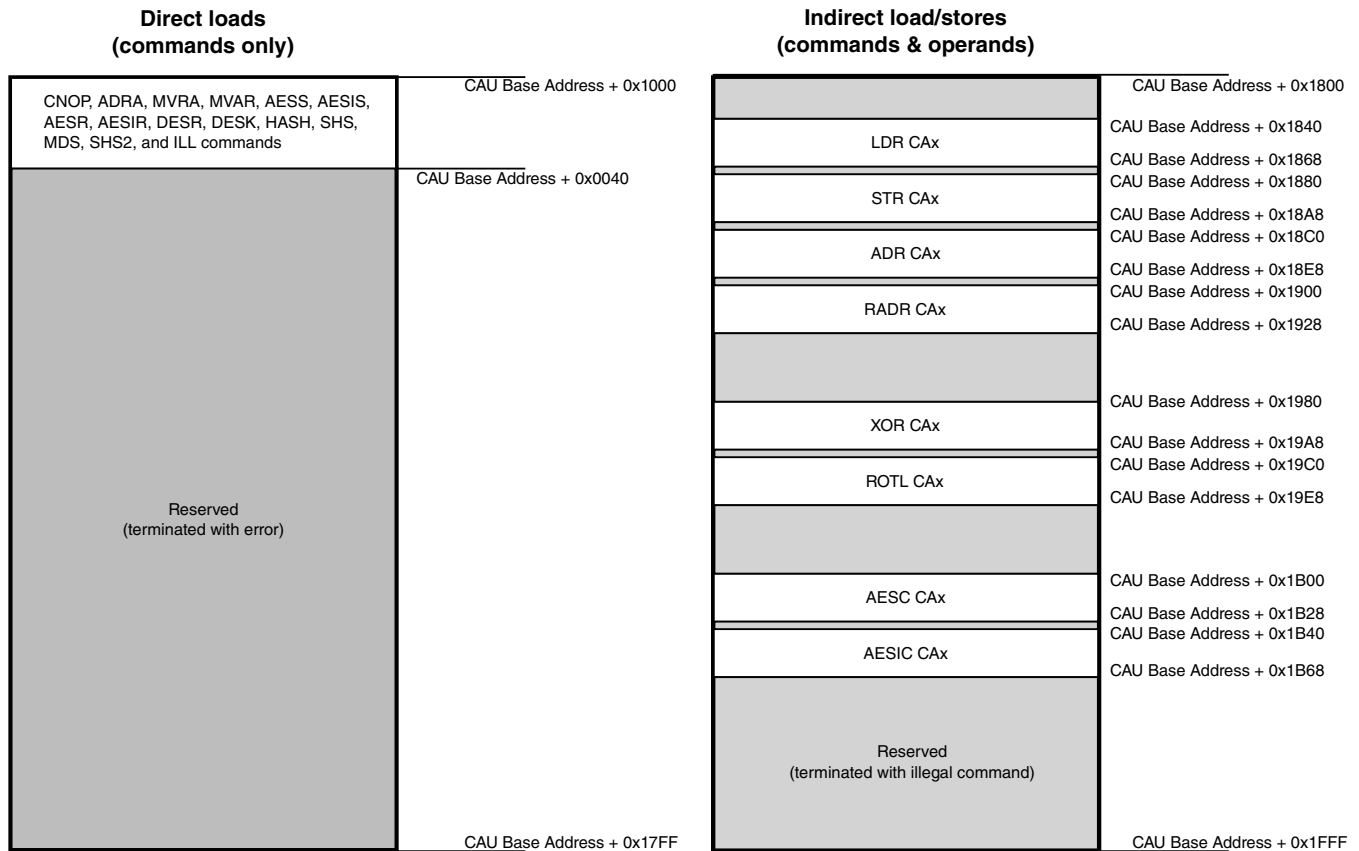 Direct loads
(commands only)
CAU Base Address + 0x1000
CNOP, ADRA, MVRA, MVAR, AESS, AESIS,
AESR, AESIR, DESR, DESK, HASH, SHS,
MDS, SHS2, and ILL commands
CAU Base Address + 0x0040
Reserved
(terminated with error)
CAU Base Address + 0x17FF
Indirect load/stores
(commands & operands)
CAU Base Address + 0x1800
CAU Base Address + 0x1840
LDR CAx
CAU Base Address + 0x1868
CAU Base Address + 0x1880
STR CAx
CAU Base Address + 0x18A8
CAU Base Address + 0x18C0
ADR CAx
CAU Base Address + 0x18E8
CAU Base Address + 0x1900
RADR CAx
CAU Base Address + 0x1928
CAU Base Address + 0x1980
XOR CAx
CAU Base Address + 0x19A8
CAU Base Address + 0x19C0
ROTL CAx
CAU Base Address + 0x19E8
CAU Base Address + 0x1B00
AESC CAx
CAU Base Address + 0x1B28
CAU Base Address + 0x1B40
AESIC CAx
CAU Base Address + 0x1B68
Reserved
(terminated with illegal command)
CAU Base Address + 0x1FFF